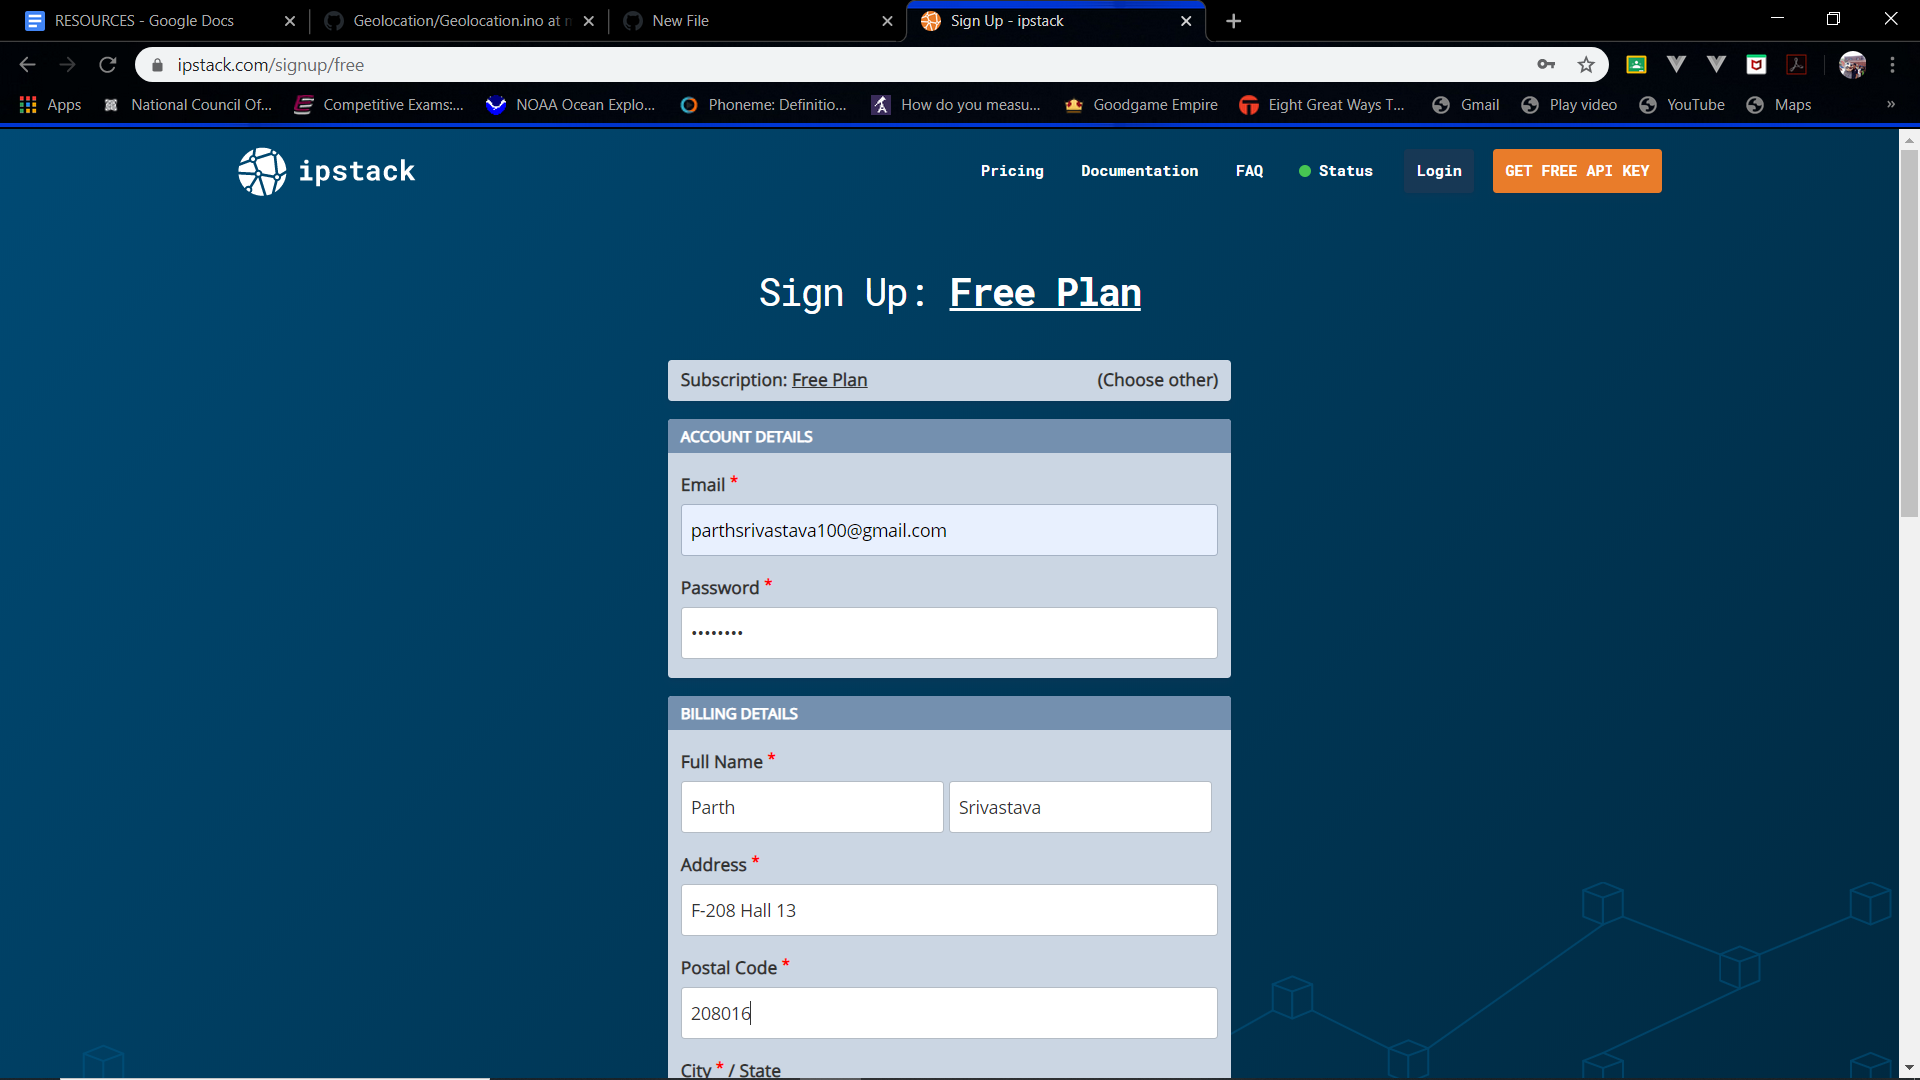 RESOURCES - Google Docs
Geolocation/Geolocation.ino at m
New File
Sign Up - ipstack
ipstack.com/signup/free
Apps
National Council Of...
Competitive Exams:...
NOAA Ocean Explo...
Phoneme: Definitio...
How do you measu...
Goodgame Empire
Eight Great Ways T...
Gmail
Play video
YouTube
Maps
»
ipstack
Pricing
Documentation
FAQ
Status
Login
GET FREE API KEY
Sign Up: Free Plan
Subscription: Free Plan
(Choose other)
ACCOUNT DETAILS
Email *
parthsrivastava100@gmail.com
Password *
••••••••
BILLING DETAILS
Full Name *
Parth
Srivastava
Address *
F-208 Hall 13
Postal Code *
208016
City * / State